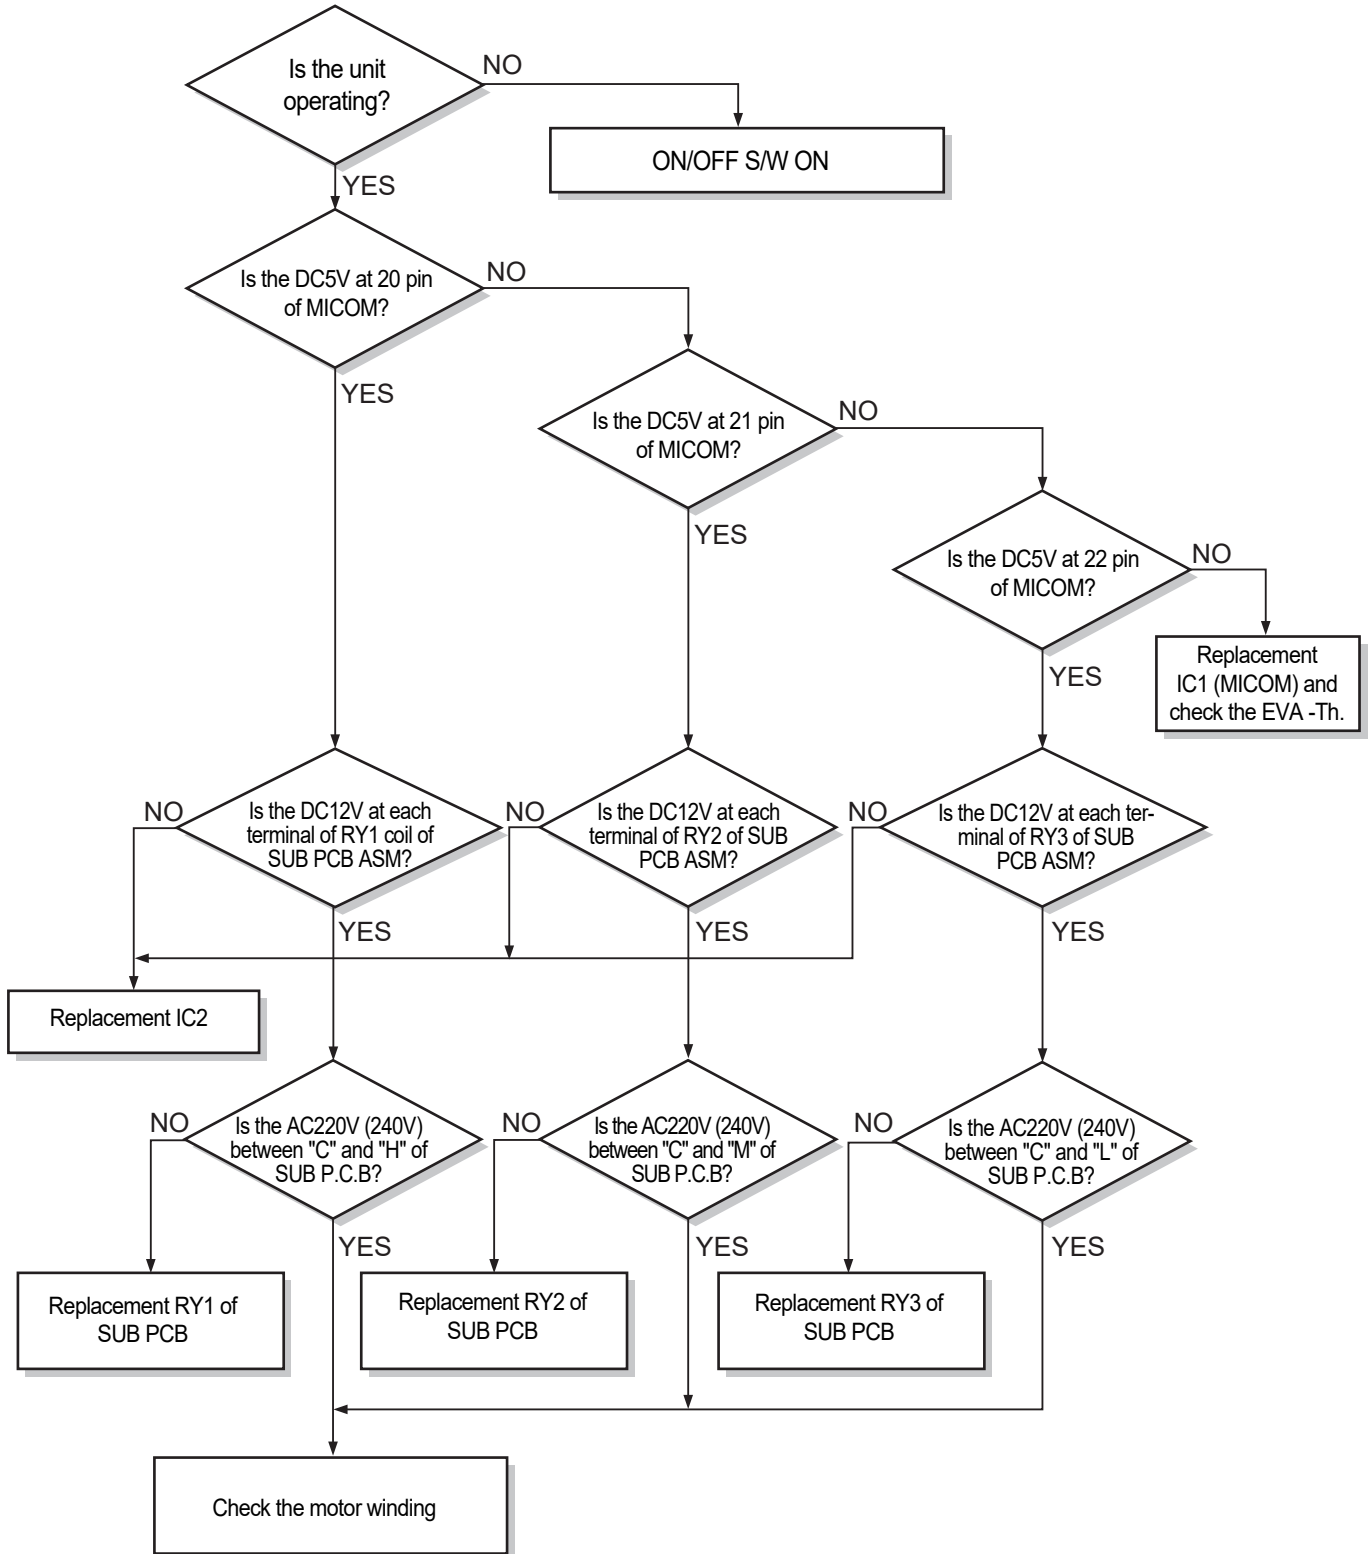 Is the unit
operating?
NO
ON/OFF S/W ON
YES
Is the DC5V at 20 pin
of MICOM?
NO
YES
Is the DC5V at 21 pin
of MICOM?
NO
YES
Is the DC5V at 22 pin
of MICOM?
NO
Replacement
IC1 (MICOM) and
check the EVA -Th.
YES
NO
Is the DC12V at each
terminal of RY1 coil of
SUB PCB ASM?
YES
NO
Is the DC12V at each
terminal of RY2 of SUB
PCB ASM?
YES
NO
Is the DC12V at each ter-
minal of RY3 of SUB
PCB ASM?
YES
Replacement IC2
NO
Is the AC220V (240V)
between "C" and "H" of
SUB P.C.B?
YES
NO
Is the AC220V (240V)
between "C" and "M" of
SUB P.C.B?
YES
NO
Is the AC220V (240V)
between "C" and "L" of
SUB P.C.B?
YES
Replacement RY1 of
SUB PCB
Replacement RY2 of
SUB PCB
Replacement RY3 of
SUB PCB
Check the motor winding